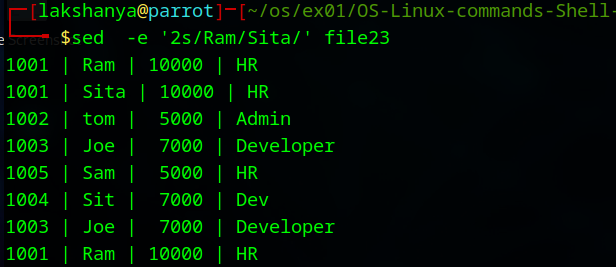 ┌─[lakshanya@parrot]─[~/os/ex01/OS-Linux-commands-Shell-
└──╼ $sed  -e '2s/Ram/Sita/' file23
1001 | Ram | 10000 | HR
1001 | Sita | 10000 | HR
1002 | tom |  5000 | Admin
1003 | Joe |  7000 | Developer
1005 | Sam |  5000 | HR
1004 | Sit |  7000 | Dev
1003 | Joe |  7000 | Developer
1001 | Ram | 10000 | HR